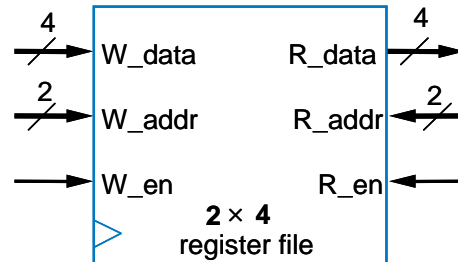 4 4
W_data R_data
2 2
W_addr R_addr
W_en R_en
2 × 4
register file